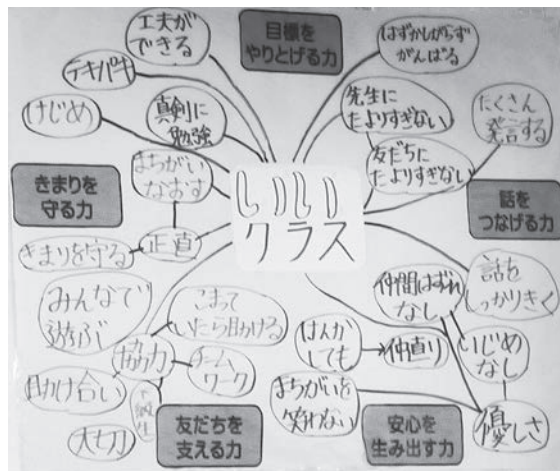 工夫が
できる
目標を
やりとげる力
はずかしがらず
がんばる
テキパキ
けじめ
真剣に
勉強
先生に
たよりすぎない
たくさん
発言する
友だちに
たよりすぎない
まちがい
なおす
きまりを
守る力
いい
クラス
話を
つなげる力
きまりを守る
正直
みんなで
遊ぶ
こまって
いたら助ける
仲間はずれ
なし
話を
しっかりきく
協力
チーム
ワーク
けんか
しても
仲直り
いじめ
なし
助け合い
下級生
大切
まちがいを
笑わない
優しさ
友だちを
支える力
安心を
生み出す力